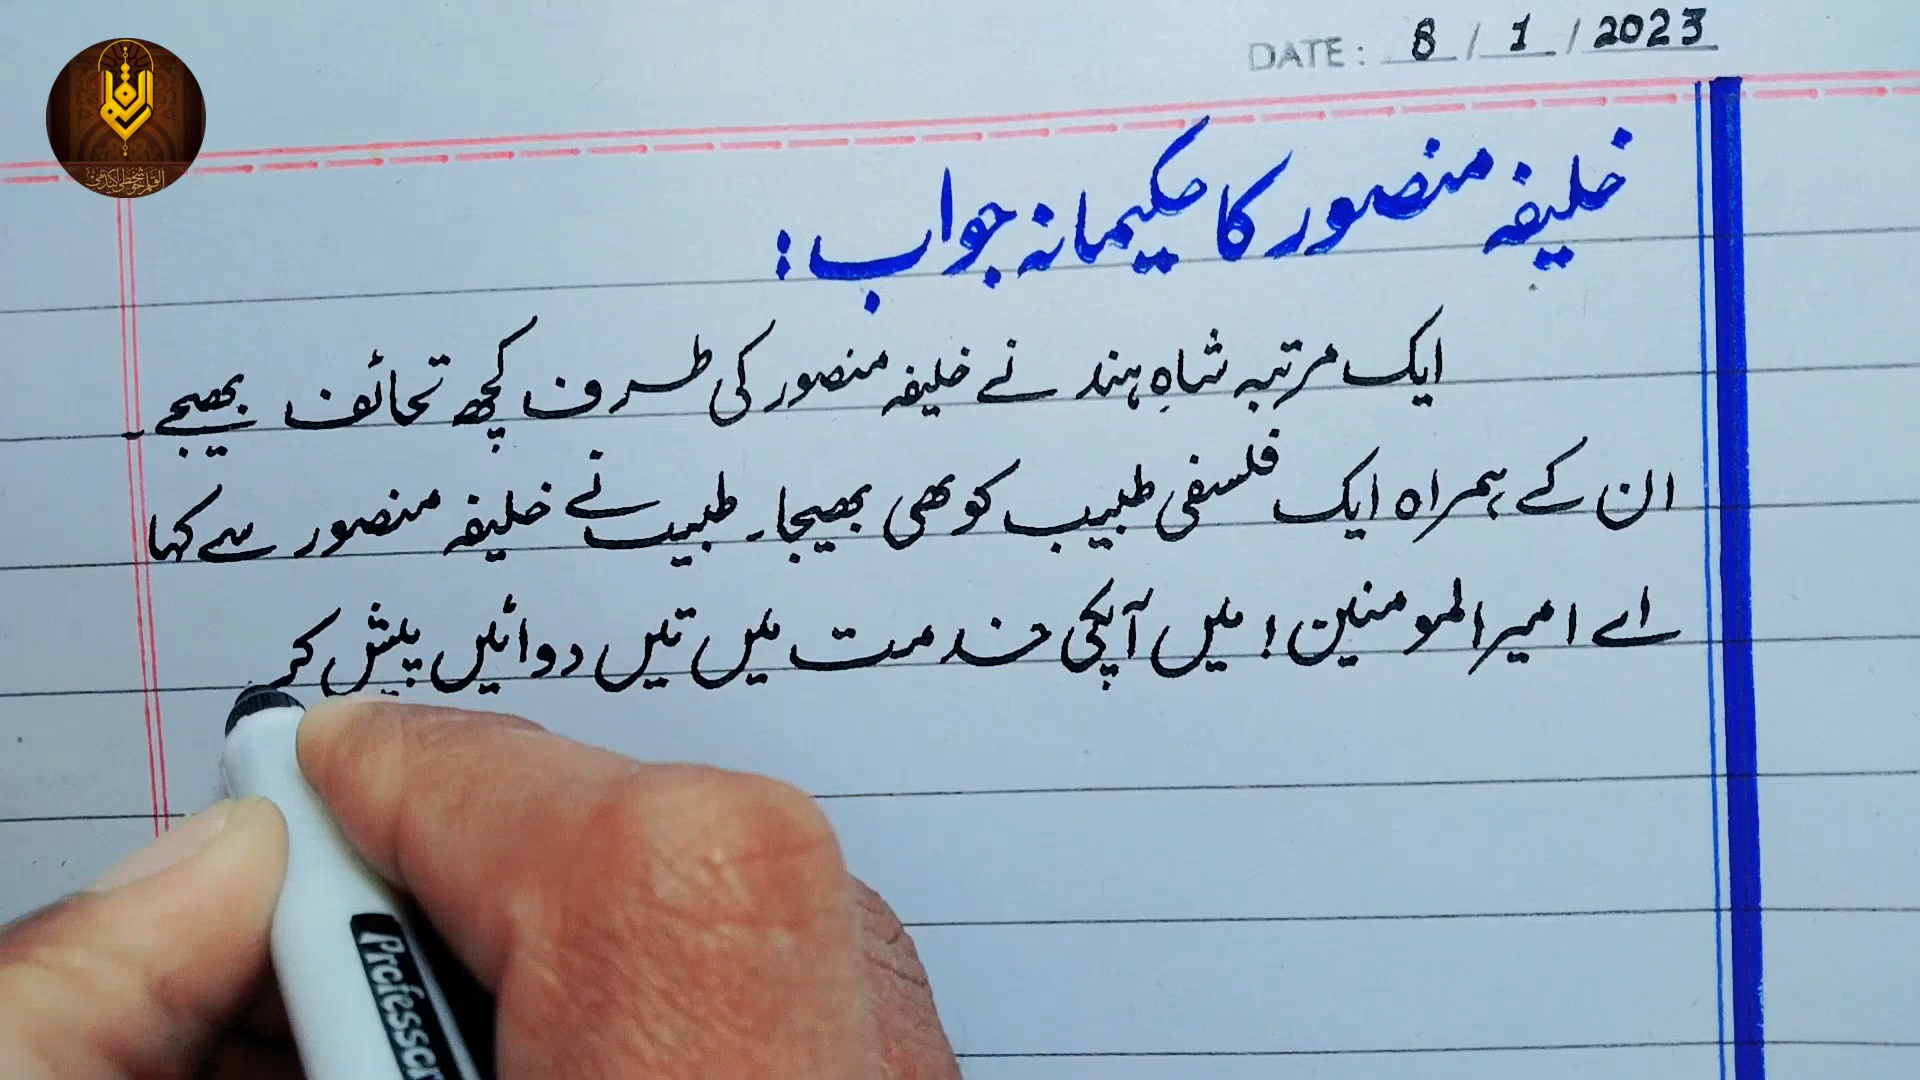 DATE: 8/1/2023
خلیفہ منصور کا حکیمانہ جواب:
ایک مرتبہ شاہِ ہند نے خلیفہ منصور کی طرف کچھ تحائف بھیجے۔
ان کے ہمراہ ایک فلسفی طبیب کو بھی بھیجا۔ طبیب نے خلیفہ منصور سے کہا
اے امیرالمومنین! میں آپکی خدمت میں تین دوائیں پیش کر
Professor